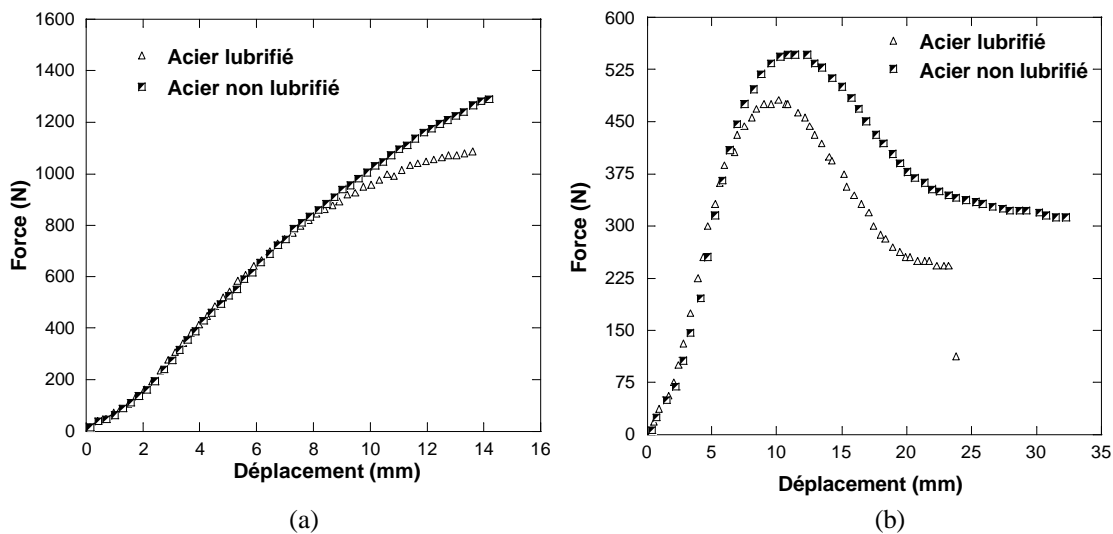 1600
1400
1200
1000
800
600
400
200
0
Force (N)
Acier lubrifié
Acier non lubrifié
0 2 4 6 8 10 12 14 16
Déplacement (mm)
(a)
600
525
450
375
300
225
150
75
0
Force (N)
Acier lubrifié
Acier non lubrifié
0 5 10 15 20 25 30 35
Déplacement (mm)
(b)